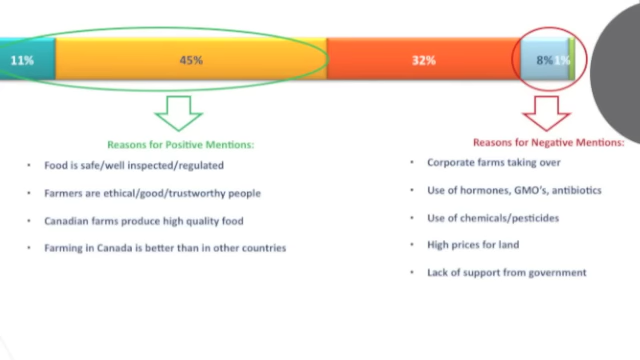 11% 45% 32% 8% 1%
Reasons for Positive Mentions:
• Food is safe/well inspected/regulated
• Farmers are ethical/good/trustworthy people
• Canadian farms produce high quality food
• Farming in Canada is better than in other countries
Reasons for Negative Mentions:
• Corporate farms taking over
• Use of hormones, GMO's, antibiotics
• Use of chemicals/pesticides
• High prices for land
• Lack of support from government